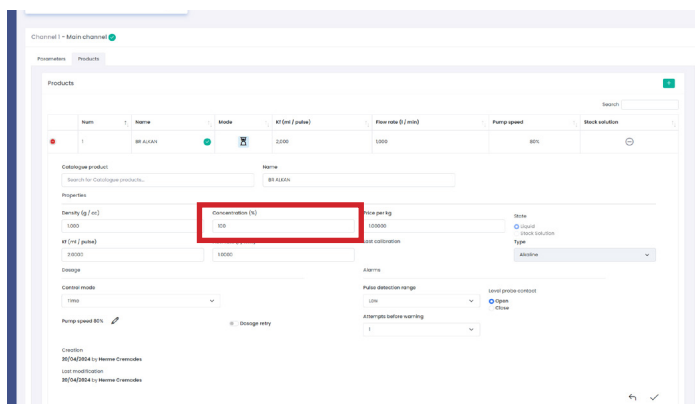 Channel 1 - Main channel
Parameters Products
Products
+
Search
Num Name Mode Kf (ml / pulse) Flow rate (l / min) Pump speed Stock solution
1 BR ALKAN 2,000 1,000 80%
Catalogue product Name
Search for Catalogue products... BR ALKAN
Properties
Density (g / cc) Concentration (%) Price per kg State
1.000 100 1.00000 Liquid
Stock Solution
Kf (ml / pulse) Last calibration Type
2.0000 1.0000 Alkaline
Dosage Alarms
Control mode Pulse detection range Level probe contact
Time Low Open
Close
Pump speed 80% Dosage retry Attempts before warning
1
Creation
30/04/2024 by Herme Cremades
Last modification
30/04/2024 by Herme Cremades